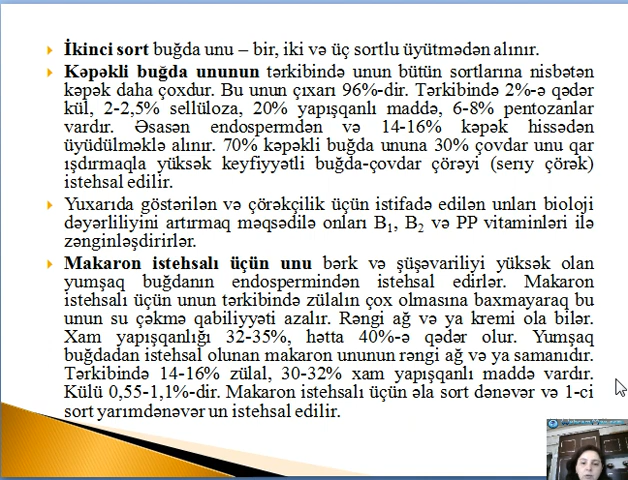 İkinci sort buğda unu – bir, iki və üç sortlu üyütmədən alınır.
Kəpəkli buğda ununun tərkibində unun bütün sortlarına nisbətən
kəpək daha çoxdur. Bu unun çıxarı 96%-dir. Tərkibində 2%-ə qədər
kül, 2-2,5% sellüloza, 20% yapışqanlı maddə, 6-8% pentozanlar
vardır. Əsasən endospermdən və 14-16% kəpək hissədən
üyüdülməklə alınır. 70% kəpəkli buğda ununa 30% çovdar unu qar
ışdırmaqla yüksək keyfiyyətli buğda-çovdar çörəyi (serıy çörək)
istehsal edilir.
Yuxarıda göstərilən və çörəkçilik üçün istifadə edilən unları bioloji
dəyərliliyini artırmaq məqsədilə onları B₁, B₂ və PP vitaminləri ilə
zənginləşdirirlər.
Makaron istehsalı üçün unu bərk və şüşəvariliyi yüksək olan
yumşaq buğdanın endospermindən istehsal edirlər. Makaron
istehsalı üçün unun tərkibində zülalın çox olmasına baxmayaraq bu
unun su çəkmə qabiliyyəti azalır. Rəngi ağ və ya kremi ola bilər.
Xam yapışqanlığı 32-35%, hətta 40%-ə qədər olur. Yumşaq
buğdadan istehsal olunan makaron ununun rəngi ağ və ya samanıdır.
Tərkibində 14-16% zülal, 30-32% xam yapışqanlı maddə vardır.
Külü 0,55-1,1%-dir. Makaron istehsalı üçün əla sort dənəvər və 1-ci
sort yarımdənəvər un istehsal edilir.